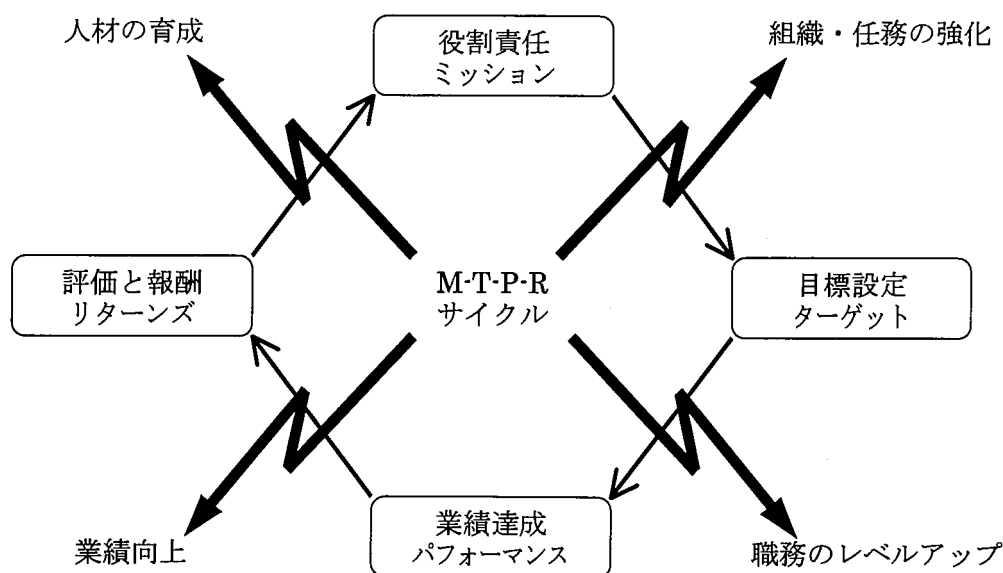 人材の育成
役割責任
ミッション
組織・任務の強化
評価と報酬
リターンズ
M-T-P-R
サイクル
目標設定
ターゲット
業績向上
業績達成
パフォーマンス
職務のレベルアップ